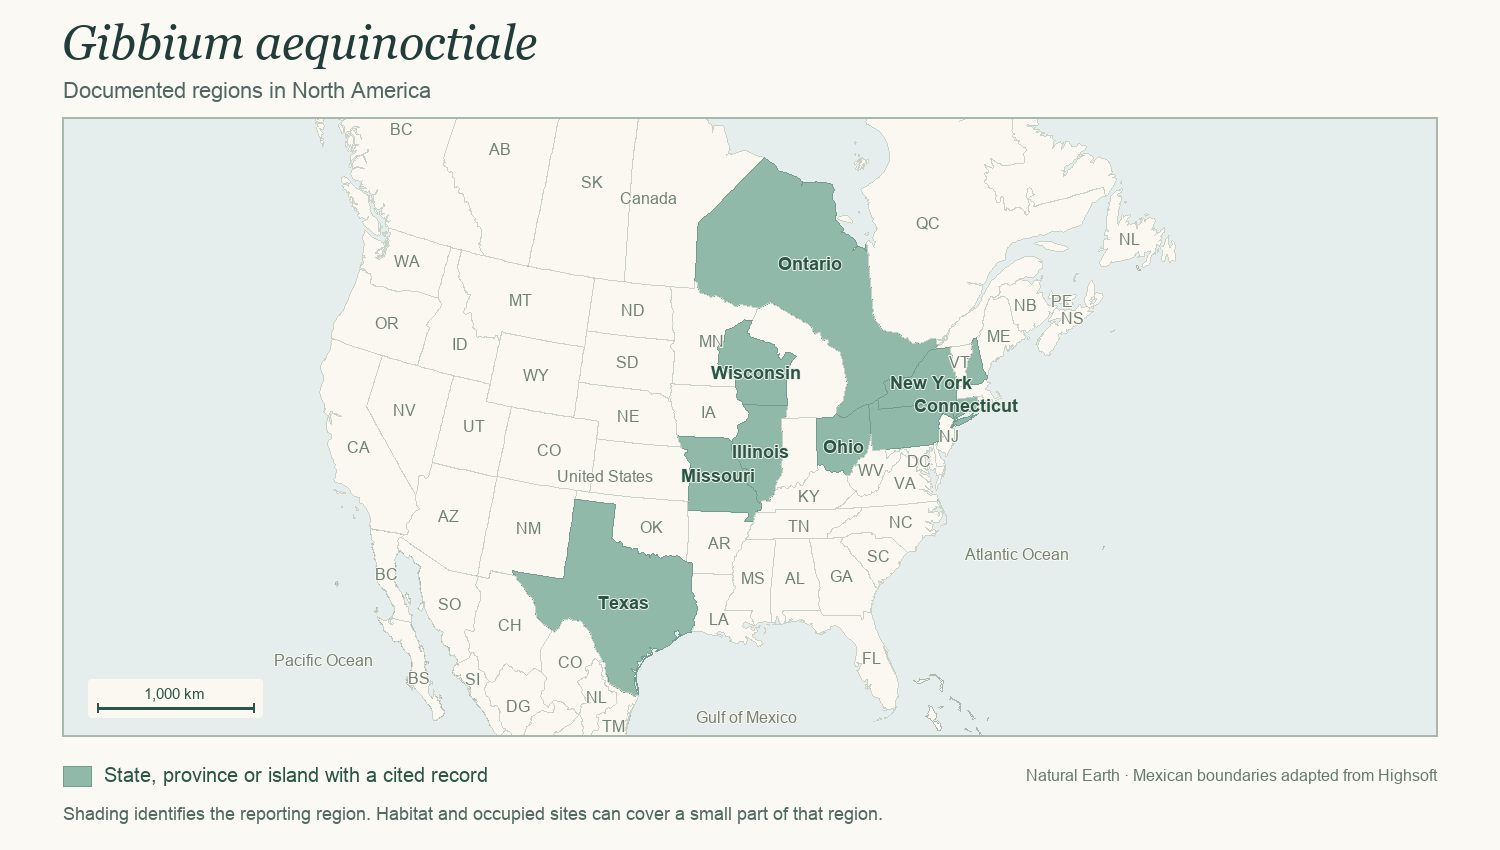 Gibbium aequinoctiale
Documented regions in North America
BC
AB
SK
Canada
QC
NL
Ontario
WA
MT
ND
OR
ID
MN
NB
PE
NS
ME
VT
SD
WY
Wisconsin
New York
Connecticut
NV
UT
NE
IA
CA
CO
United States
Illinois
Missouri
Ohio
NJ
WV
DC
VA
KY
AZ
NM
OK
AR
TN
NC
SC
MS
AL
GA
Atlantic Ocean
BC
SO
CH
Texas
LA
FL
Pacific Ocean
BS
SI
CO
DG
NL
TM
Gulf of Mexico
1,000 km
State, province or island with a cited record
Natural Earth · Mexican boundaries adapted from Highsoft
Shading identifies the reporting region. Habitat and occupied sites can cover a small part of that region.